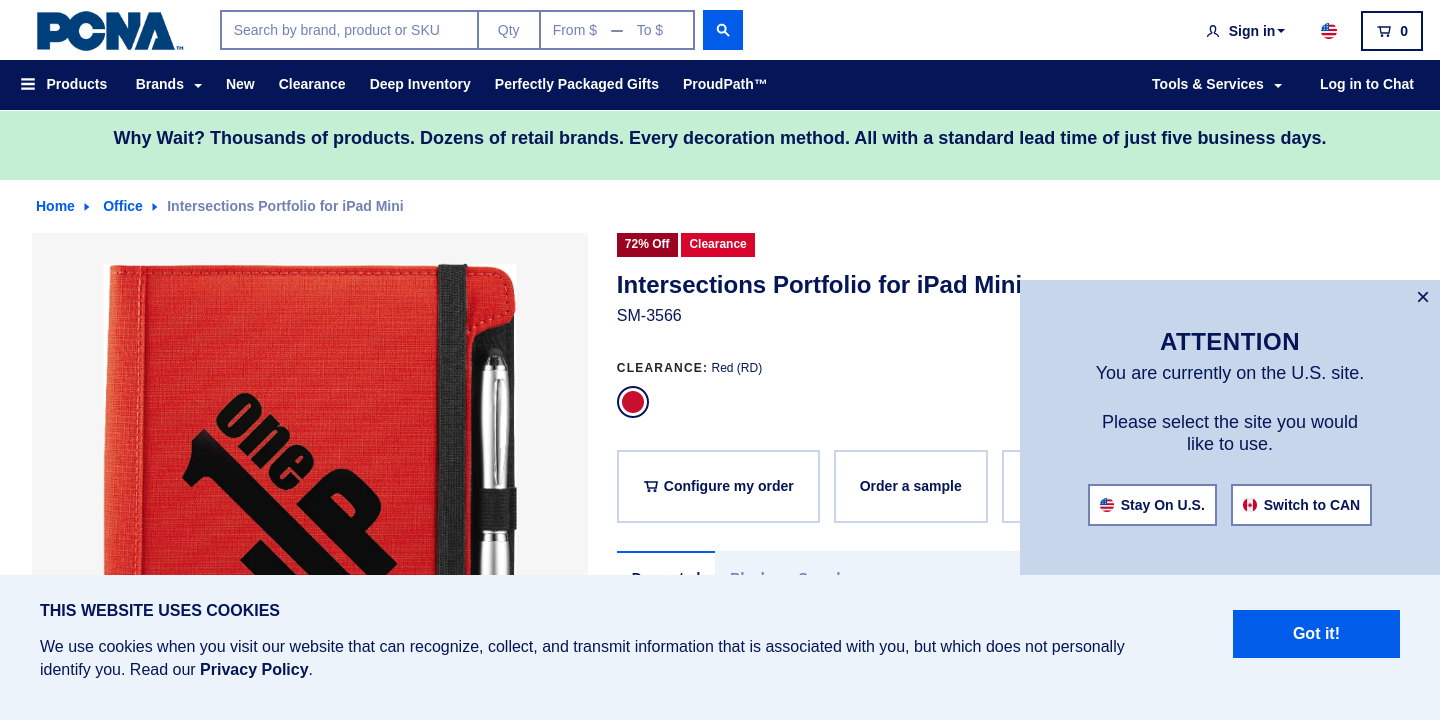 PCNA™
Search by brand, product or SKU
Qty
From $ — To $
Sign in
0
Products
Brands
New
Clearance
Deep Inventory
Perfectly Packaged Gifts
ProudPath™
Tools & Services
Log in to Chat
Why Wait? Thousands of products. Dozens of retail brands. Every decoration method. All with a standard lead time of just five business days.
Home
Office
Intersections Portfolio for iPad Mini
72% Off
Clearance
Intersections Portfolio for iPad Mini
SM-3566
CLEARANCE: Red (RD)
Configure my order
Order a sample
one
×
ATTENTION
You are currently on the U.S. site.
Please select the site you would
like to use.
Stay On U.S.
Switch to CAN
THIS WEBSITE USES COOKIES
We use cookies when you visit our website that can recognize, collect, and transmit information that is associated with you, but which does not personally
identify you. Read our Privacy Policy.
Got it!